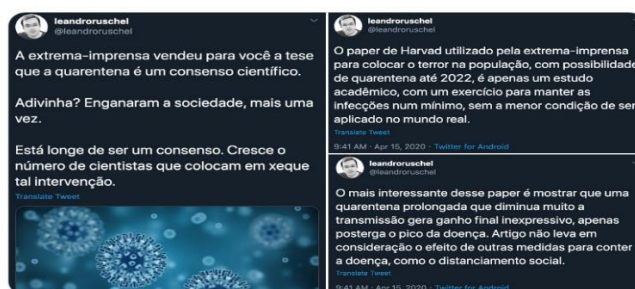 leandroruschel
@leandroruschel
A extrema-imprensa vendeu para você a tese
que a quarentena é um consenso científico.
Adivinha? Enganaram a sociedade, mais uma
vez.
Está longe de ser um consenso. Cresce o
número de cientistas que colocam em xeque
tal intervenção.
Translate Tweet
leandroruschel
@leandroruschel
O paper de Harvad utilizado pela extrema-imprensa
para colocar o terror na população, com possibilidade
de quarentena até 2022, é apenas um estudo
acadêmico, com um exercício para manter as
infecções num mínimo, sem a menor condição de ser
aplicado no mundo real.
Translate Tweet
9:41 AM · Apr 15, 2020 · Twitter for Android
leandroruschel
@leandroruschel
O mais interessante desse paper é mostrar que uma
quarentena prolongada que diminua muito a
transmissão gera ganho final inexpressivo, apenas
posterga o pico da doença. Artigo não leva em
consideração o efeito de outras medidas para conter
a doença, como o distanciamento social.
Translate Tweet
9:41 AM · Apr 15, 2020 · Twitter for Android